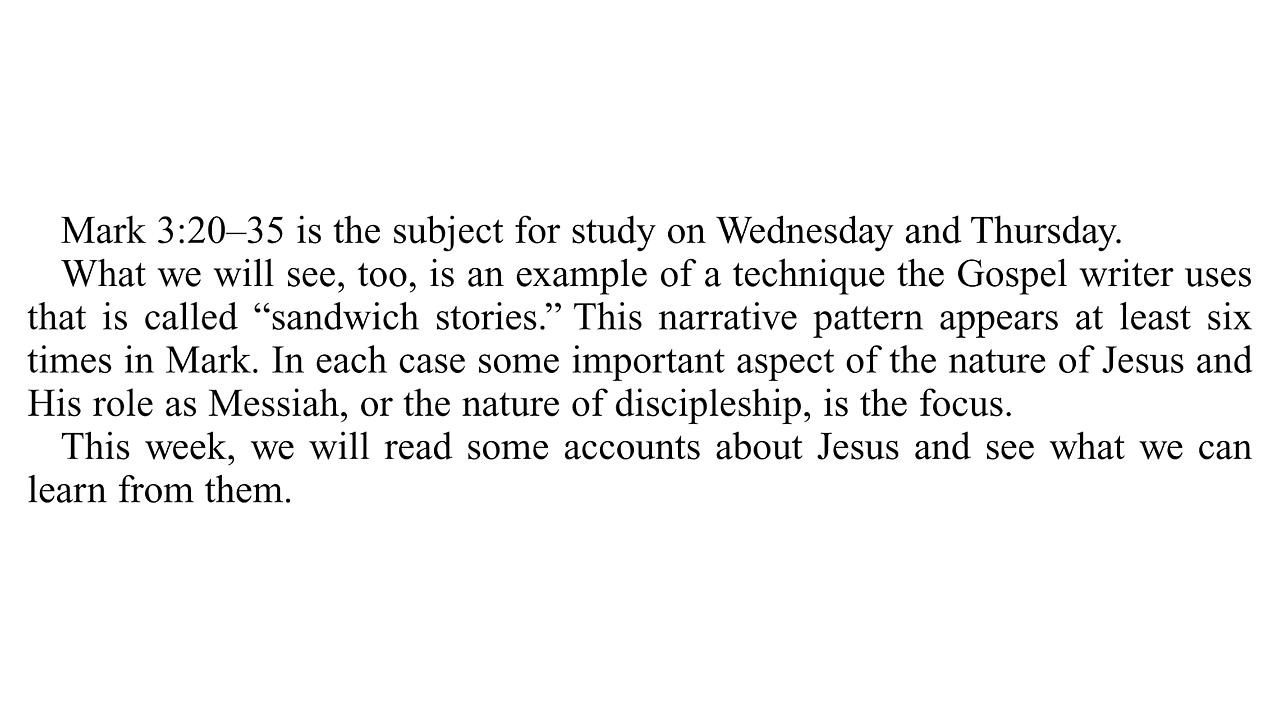 Mark 3:20–35 is the subject for study on Wednesday and Thursday.
What we will see, too, is an example of a technique the Gospel writer uses
that is called “sandwich stories.” This narrative pattern appears at least six
times in Mark. In each case some important aspect of the nature of Jesus and
His role as Messiah, or the nature of discipleship, is the focus.
This week, we will read some accounts about Jesus and see what we can
learn from them.